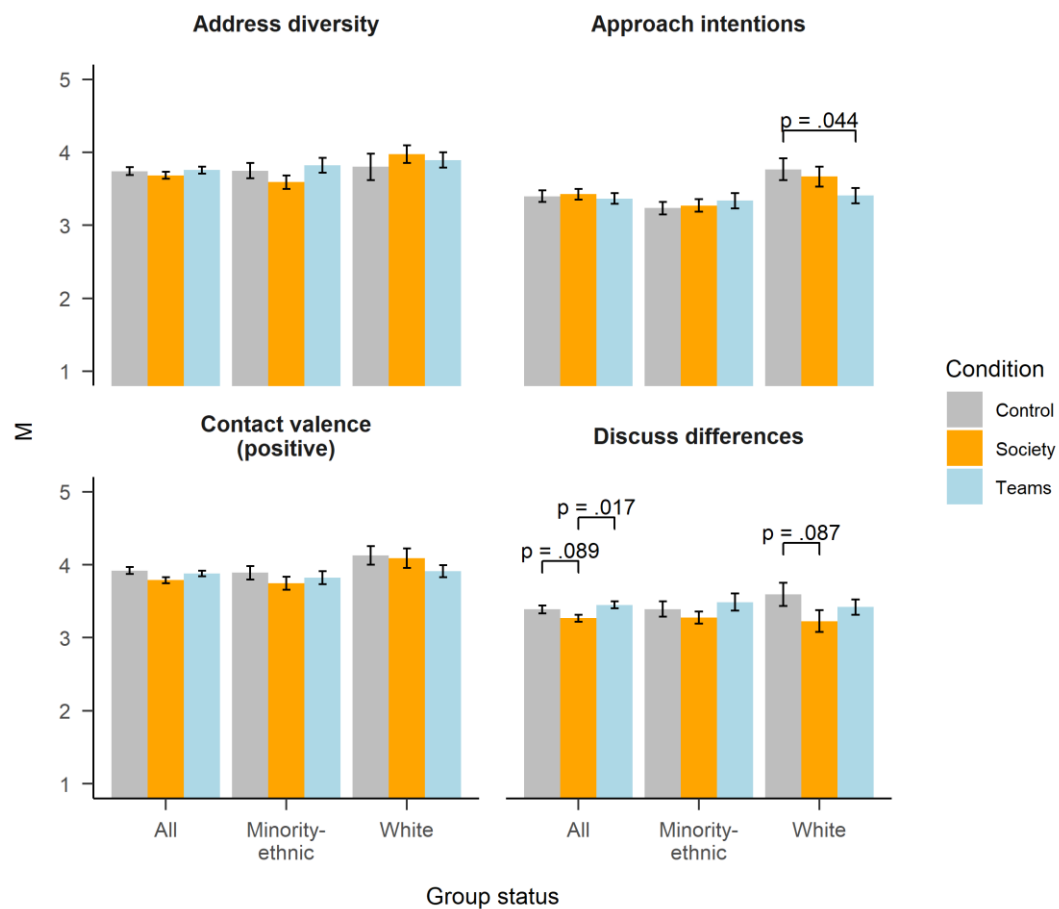 Address diversity
Approach intentions
5
4
3
2
1
p = .044
M
Contact valence
(positive)
Discuss differences
5
4
3
2
1
p = .017
p = .089
p = .087
All
Minority-
ethnic
White
All
Minority-
ethnic
White
Group status
Condition
Control
Society
Teams